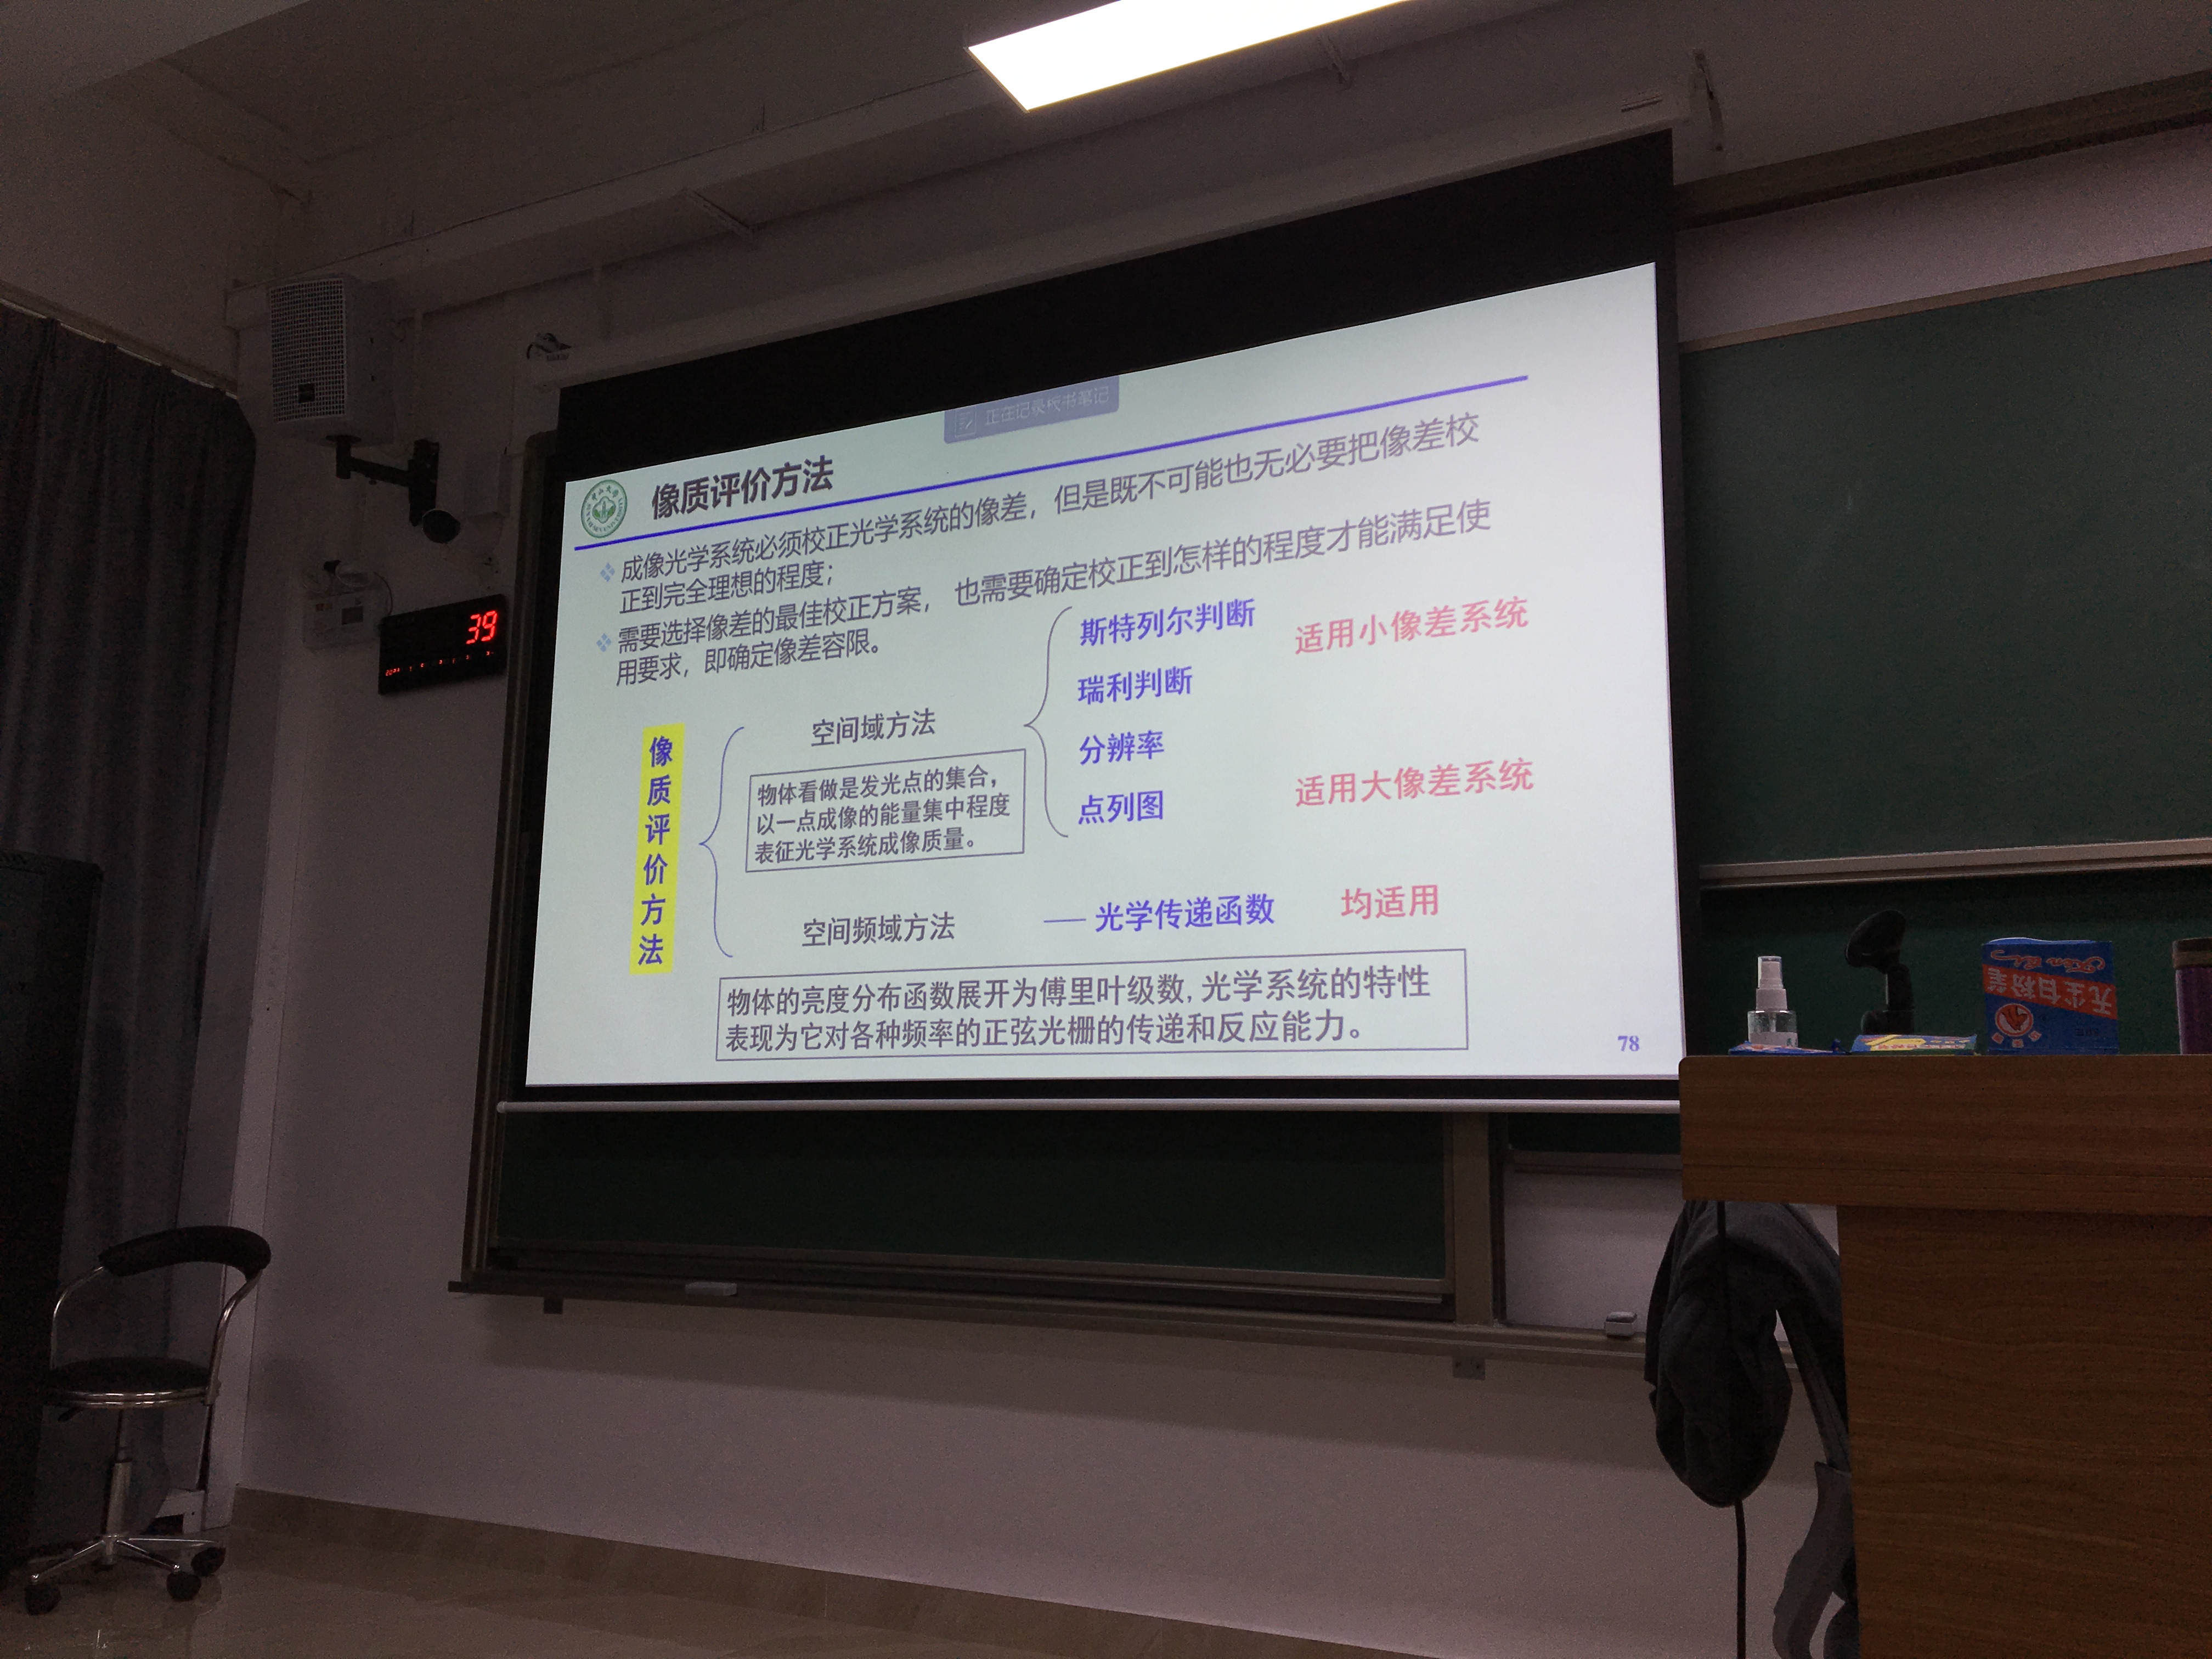 正在记录板书笔记
像质评价方法
成像光学系统必须校正光学系统的像差，但是既不可能也无必要把像差校
正到完全理想的程度；
需要选择像差的最佳校正方案， 也需要确定校正到怎样的程度才能满足使
用要求，即确定像差容限。
像质评价方法
空间域方法
物体看做是发光点的集合，
以一点成像的能量集中程度
表征光学系统成像质量。
斯特列尔判断 适用小像差系统
瑞利判断
分辨率
点列图 适用大像差系统
空间频域方法 —— 光学传递函数 均适用
物体的亮度分布函数展开为傅里叶级数, 光学系统的特性
表现为它对各种频率的正弦光栅的传递和反应能力。
78
39
无尘白粉笔